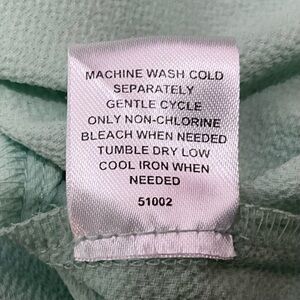 MACHINE WASH COLD
SEPARATELY
GENTLE CYCLE
ONLY NON-CHLORINE
BLEACH WHEN NEEDED
TUMBLE DRY LOW
COOL IRON WHEN
NEEDED
51002